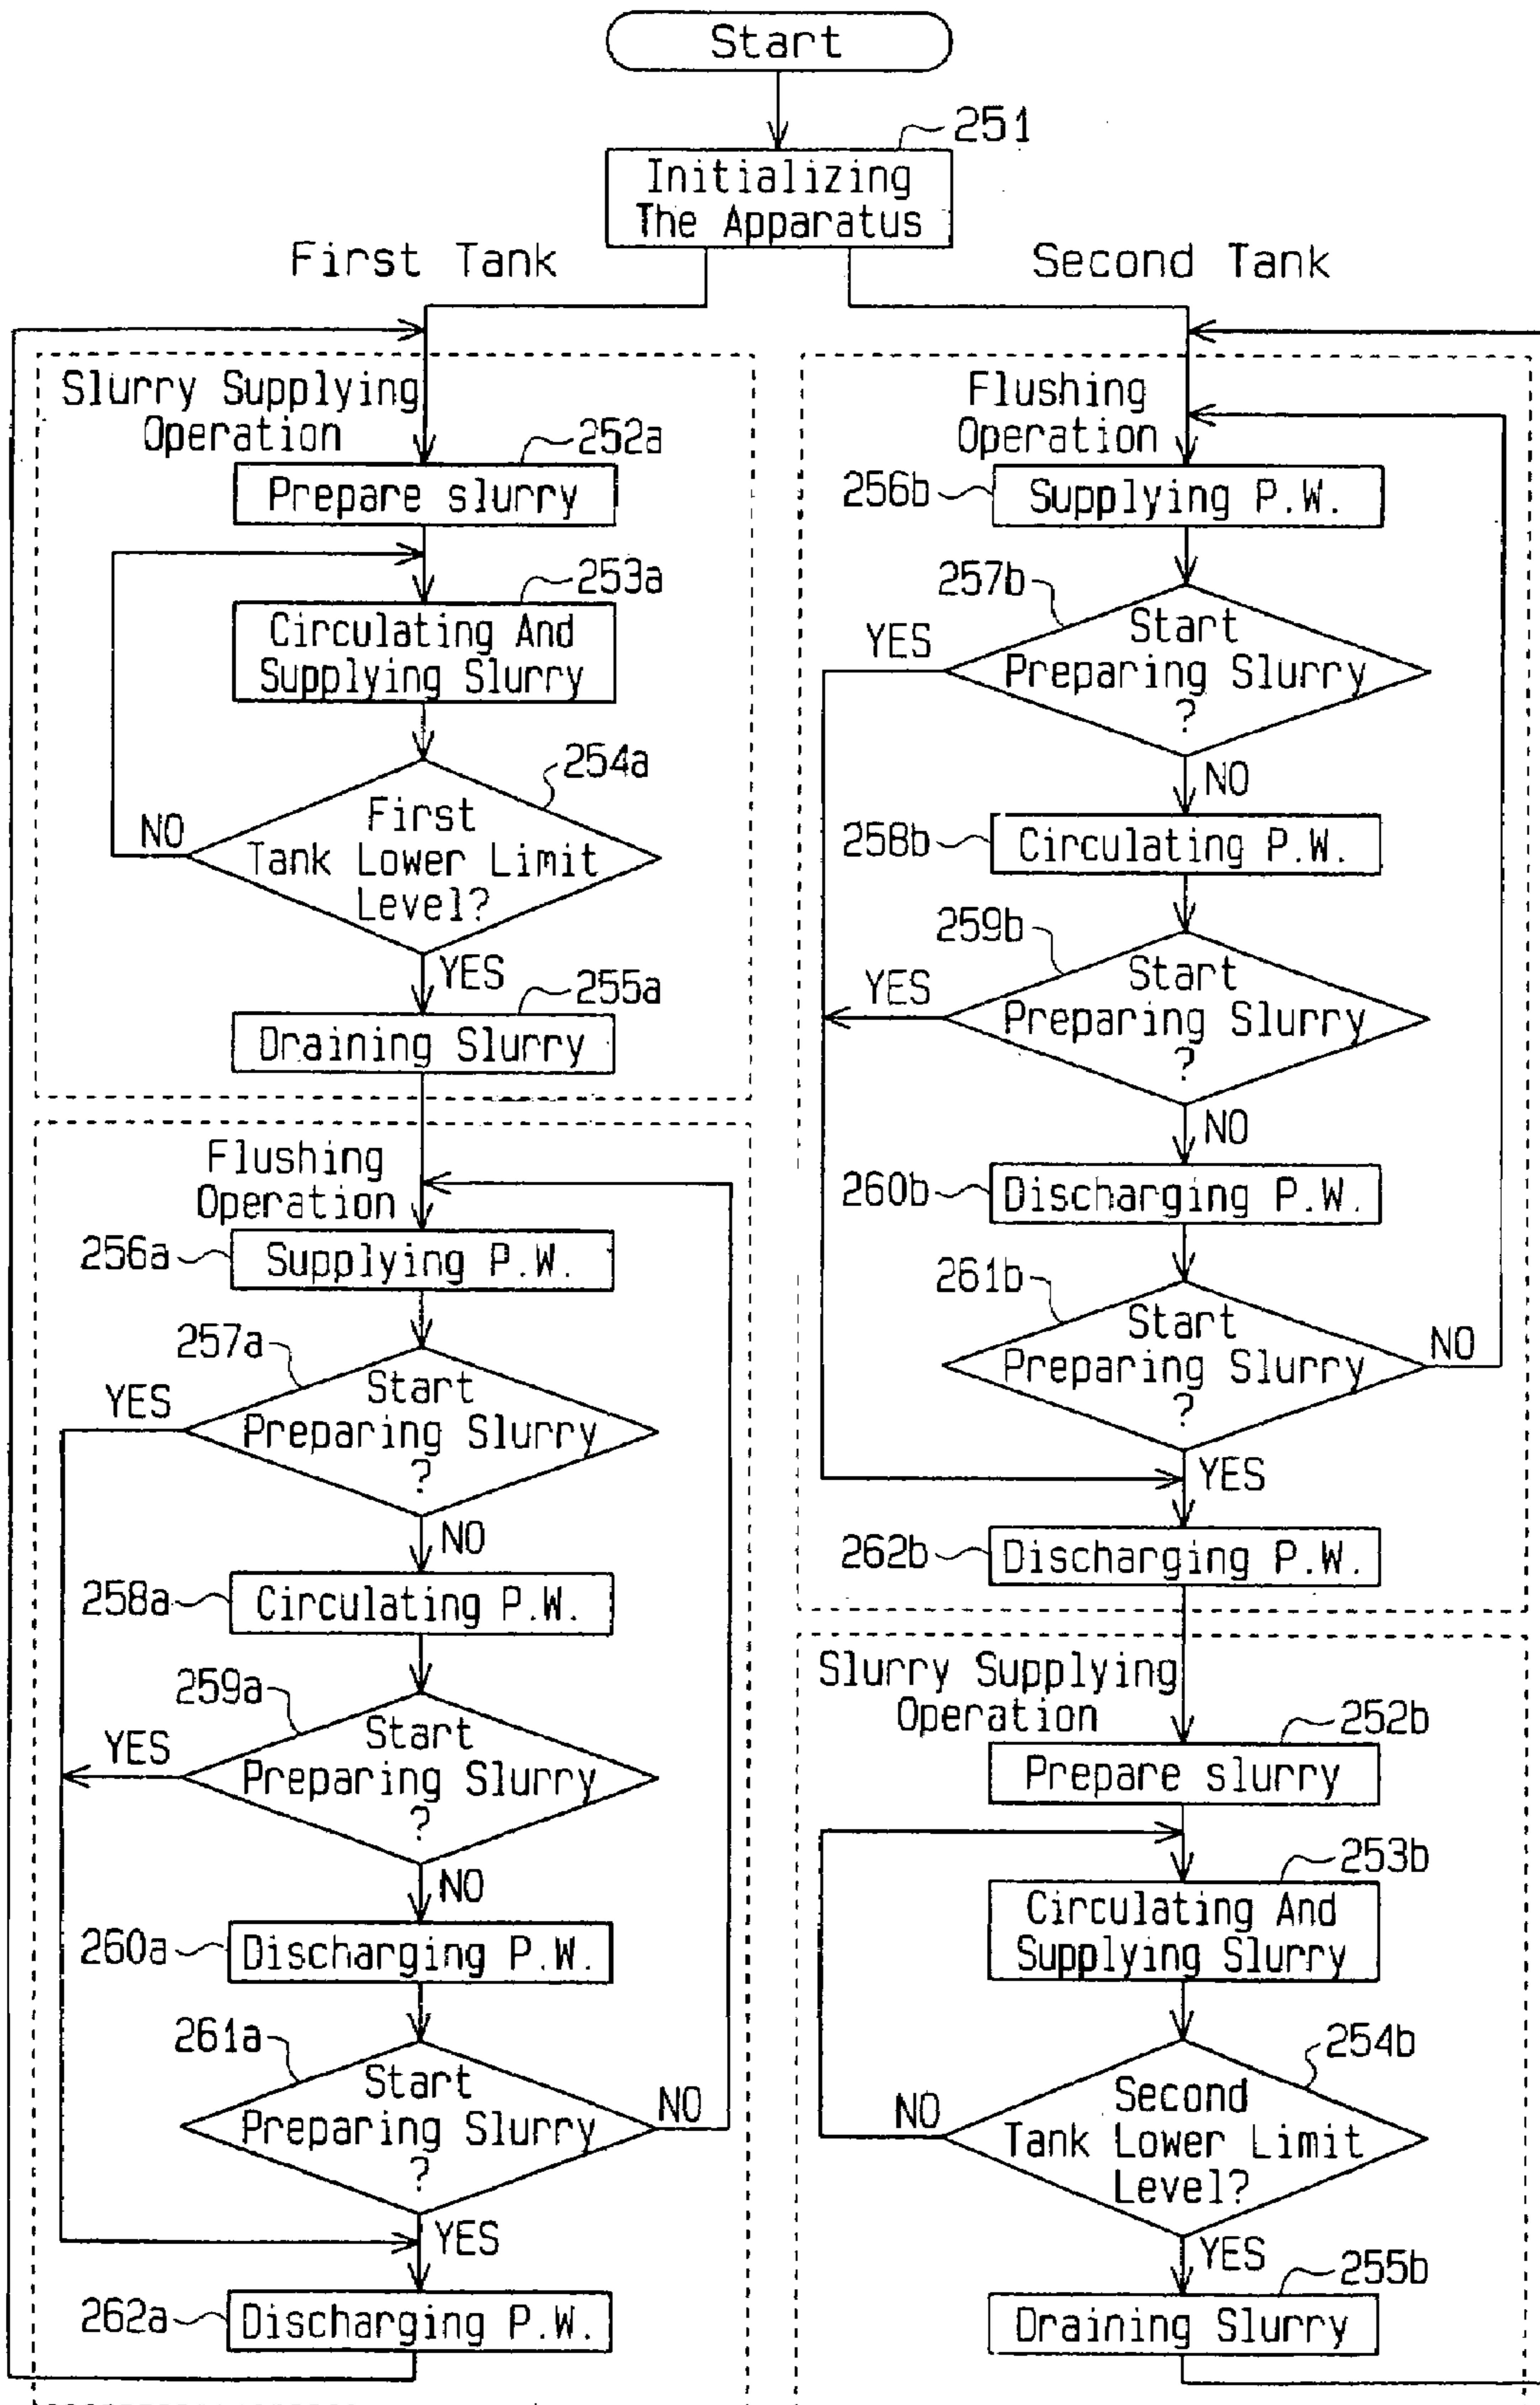 Start
251
Initializing
The Apparatus
First Tank
Second Tank
Slurry Supplying
Operation
252a
Prepare slurry
253a
Circulating And
Supplying Slurry
254a
First
Tank Lower Limit
Level?
NO
YES
255a
Draining Slurry
Flushing
Operation
256a
Supplying P.W.
257a
Start
Preparing Slurry
?
YES
NO
258a
Circulating P.W.
259a
Start
Preparing Slurry
?
YES
NO
260a
Discharging P.W.
261a
Start
Preparing Slurry
?
NO
YES
262a
Discharging P.W.
Flushing
Operation
256b
Supplying P.W.
257b
Start
Preparing Slurry
?
YES
NO
258b
Circulating P.W.
259b
Start
Preparing Slurry
?
YES
NO
260b
Discharging P.W.
261b
Start
Preparing Slurry
?
NO
YES
262b
Discharging P.W.
Slurry Supplying
Operation
252b
Prepare slurry
253b
Circulating And
Supplying Slurry
254b
Second
Tank Lower Limit
Level?
NO
YES
255b
Draining Slurry